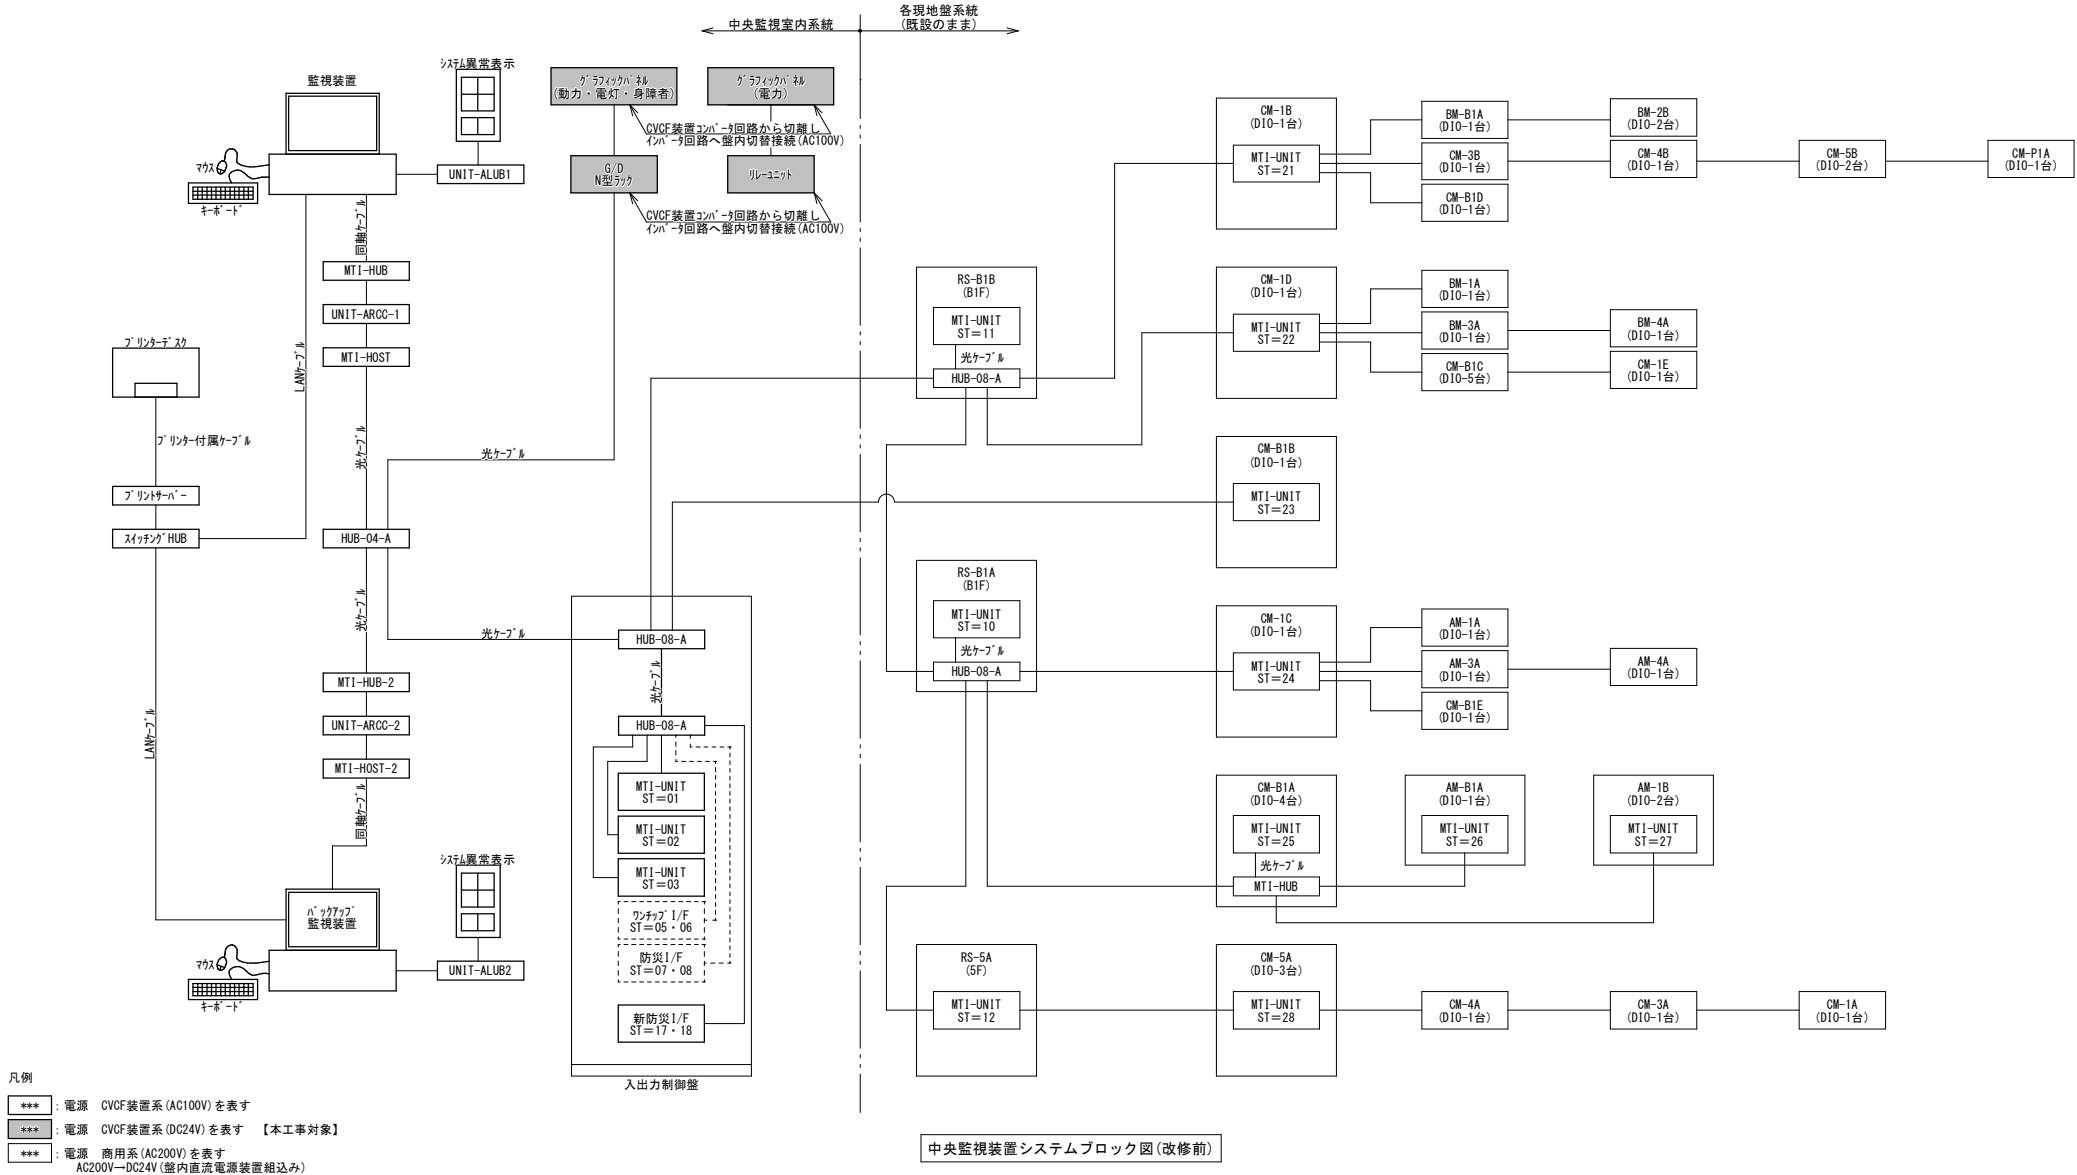 中央監視室内系統
各現地盤系統
(既設のまま)
監視装置
システム異常表示
マウス
キーボード
UNIT-ALUB1
同軸ケーブル
MTI-HUB
UNIT-ARCC-1
MTI-HOST
LANケーブル
光ケーブル
プリンターデスク
プリンター付属ケーブル
プリントサーバー
スイッチングHUB
HUB-04-A
LANケーブル
光ケーブル
MTI-HUB-2
UNIT-ARCC-2
MTI-HOST-2
同軸ケーブル
バックアップ
監視装置
マウス
キーボード
システム異常表示
UNIT-ALUB2
グラフィックパネル
(動力・電灯・身障者)
グラフィックパネル
(電力)
CVCF装置コンバータ回路から切離し
インバータ回路へ盤内切替接続(AC100V)
G/D
N型ラック
リレーユニット
CVCF装置コンバータ回路から切離し
インバータ回路へ盤内切替接続(AC100V)
光ケーブル
光ケーブル
HUB-08-A
光ケーブル
HUB-08-A
MTI-UNIT
ST=01
MTI-UNIT
ST=02
MTI-UNIT
ST=03
ワンチップI/F
ST=05・06
防災I/F
ST=07・08
新防災I/F
ST=17・18
入出力制御盤
RS-B1B
(B1F)
MTI-UNIT
ST=11
光ケーブル
HUB-08-A
RS-B1A
(B1F)
MTI-UNIT
ST=10
光ケーブル
HUB-08-A
RS-5A
(5F)
MTI-UNIT
ST=12
CM-1B
(DIO-1台)
MTI-UNIT
ST=21
BM-B1A
(DIO-1台)
BM-2B
(DIO-2台)
CM-3B
(DIO-1台)
CM-4B
(DIO-1台)
CM-5B
(DIO-2台)
CM-P1A
(DIO-1台)
CM-B1D
(DIO-1台)
CM-1D
(DIO-1台)
MTI-UNIT
ST=22
BM-1A
(DIO-1台)
BM-3A
(DIO-1台)
BM-4A
(DIO-1台)
CM-B1C
(DIO-5台)
CM-1E
(DIO-1台)
CM-B1B
(DIO-1台)
MTI-UNIT
ST=23
CM-1C
(DIO-1台)
MTI-UNIT
ST=24
AM-1A
(DIO-1台)
AM-3A
(DIO-1台)
AM-4A
(DIO-1台)
CM-B1E
(DIO-1台)
CM-B1A
(DIO-4台)
MTI-UNIT
ST=25
光ケーブル
MTI-HUB
AM-B1A
(DIO-1台)
MTI-UNIT
ST=26
AM-1B
(DIO-2台)
MTI-UNIT
ST=27
CM-5A
(DIO-3台)
MTI-UNIT
ST=28
CM-4A
(DIO-1台)
CM-3A
(DIO-1台)
CM-1A
(DIO-1台)
凡例
*** : 電源 CVCF装置系(AC100V)を表す
*** : 電源 CVCF装置系(DC24V)を表す 【本工事対象】
*** : 電源 商用系(AC200V)を表す
AC200V→DC24V(盤内直流電源装置組込み)
中央監視装置システムブロック図(改修前)